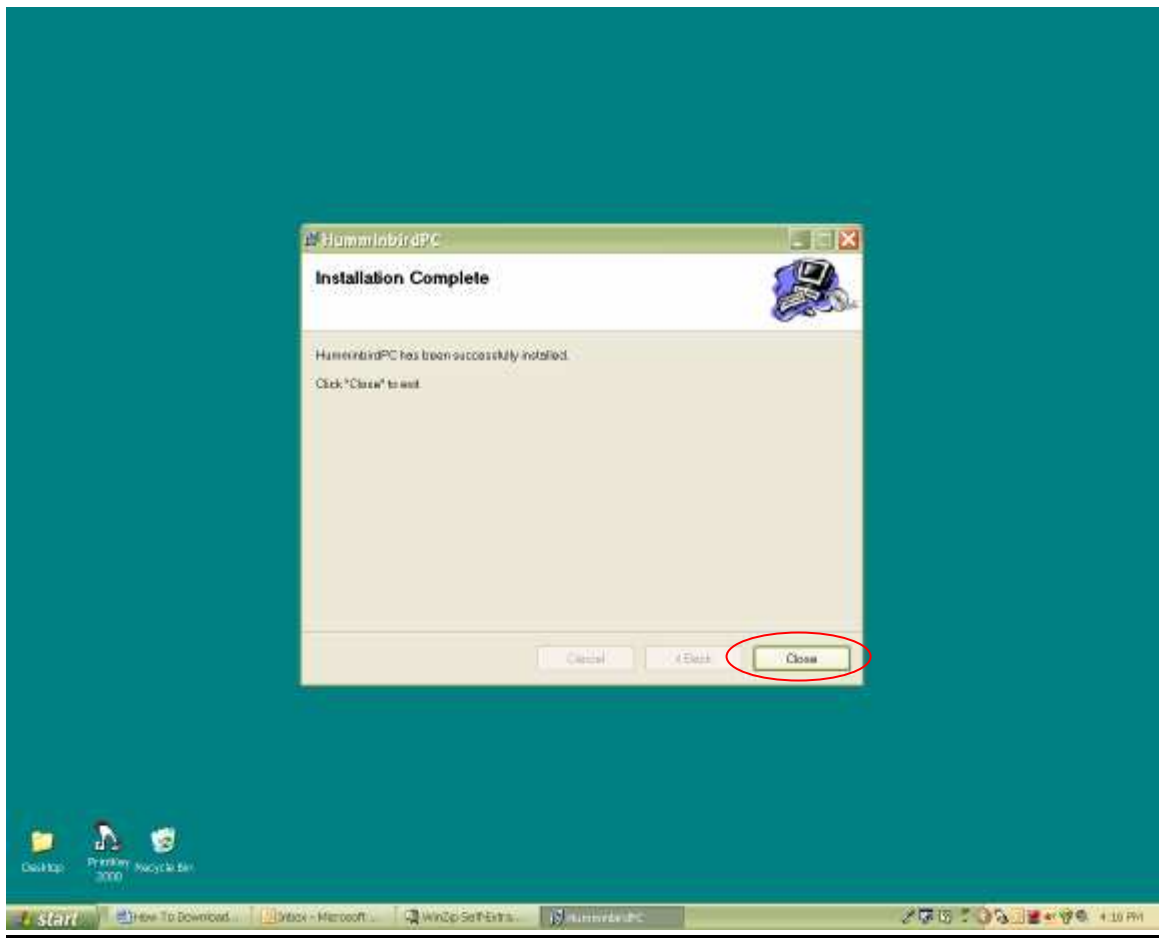 HumminbirdPC
Installation Complete
HumminbirdPC has been successfully installed.
Click "Close" to exit
Cancel
< Back
Close
Desktop
PrintKey 2000
Recycle Bin
start
How To Download...
Inbox - Microsoft ...
WinZip Self-Extra...
HumminbirdPC
4:10 PM